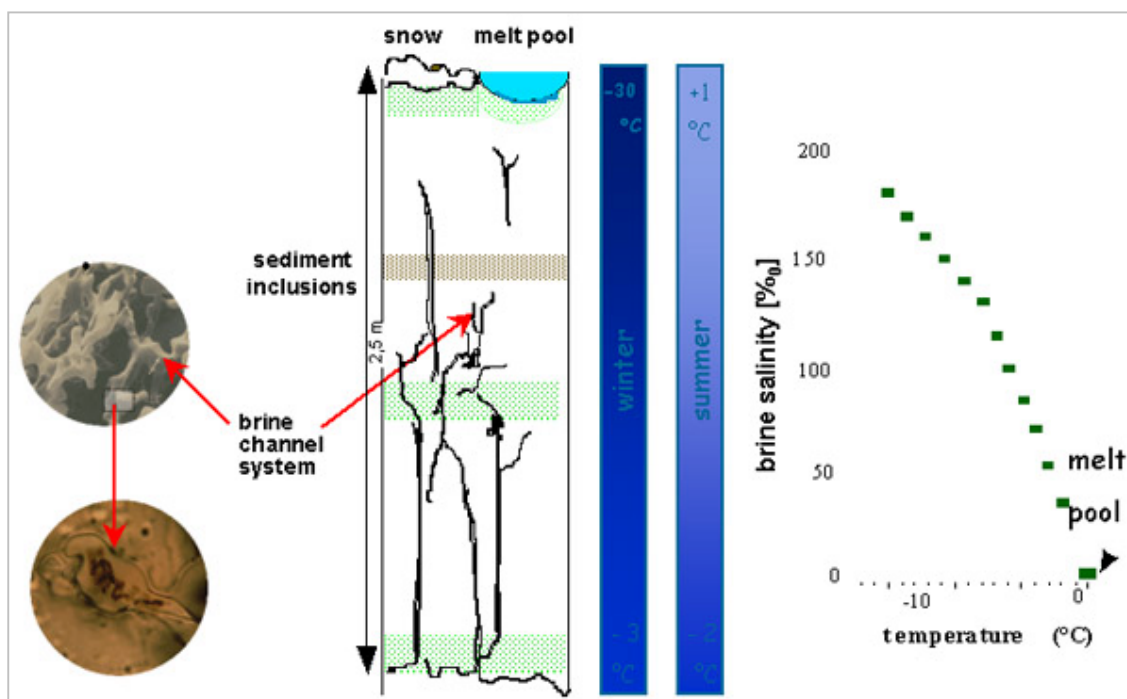 snow
melt pool
sediment
inclusions
2,5 m
brine
channel
system
-30
°C
winter
-3
°C
+1
°C
summer
-2
°C
brine salinity [‰]
200
150
100
50
0
-10
0
temperature (°C)
melt
pool